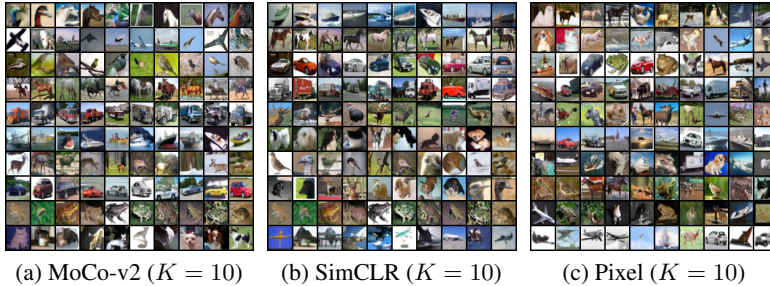 (a) MoCo-v2 (K = 10) (b) SimCLR (K = 10) (c) Pixel (K = 10)